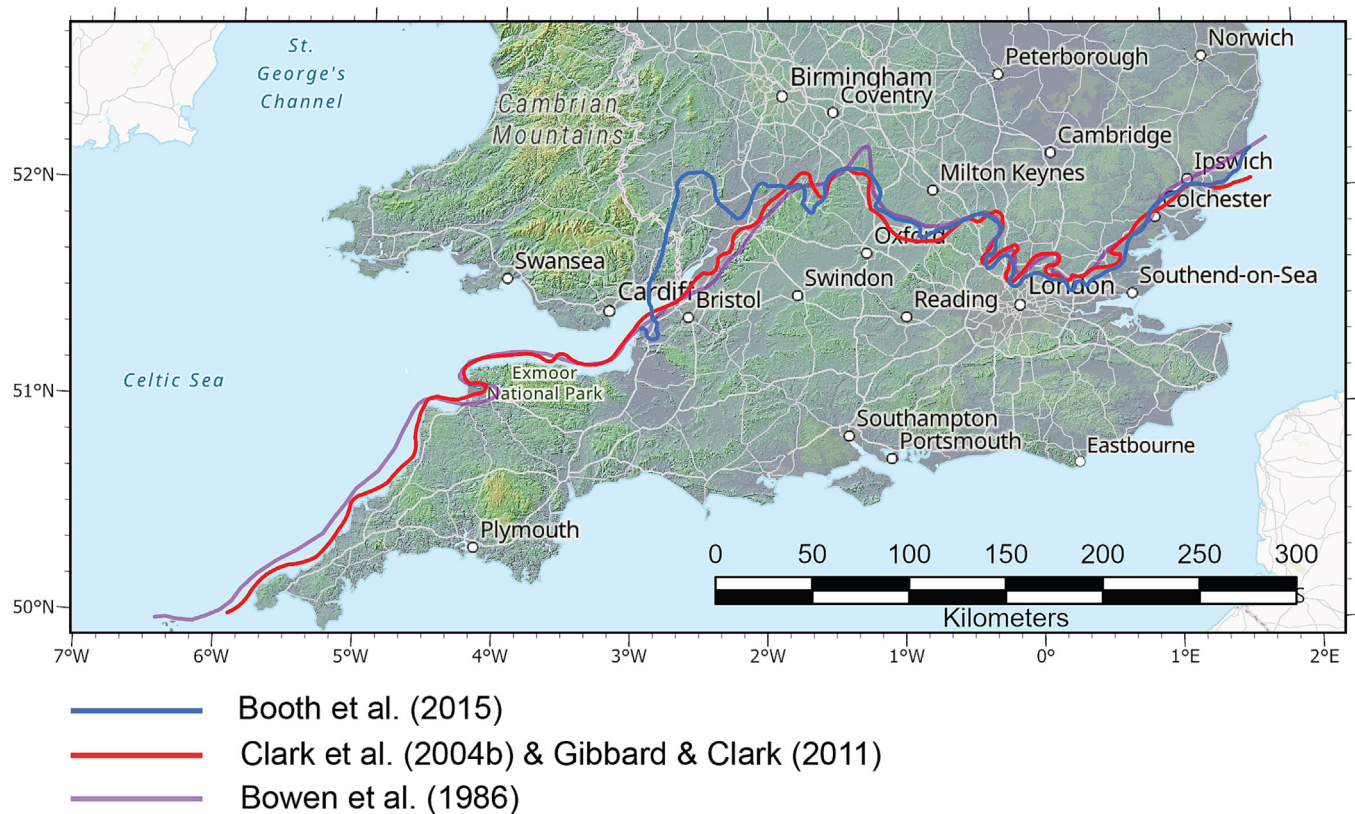 St.
George's
Channel
Norwich
Peterborough
Birmingham
Coventry
Cambrian
Mountains
Cambridge
52°N
Ipswich
Milton Keynes
Colchester
Oxford
Swansea
Swindon
Southend-on-Sea
Cardiff
Bristol
Reading
London
Celtic Sea
Exmoor
National Park
51°N
Southampton
Portsmouth
Eastbourne
Plymouth
0 50 100 150 200 250 300
Kilometers
50°N
7°W 6°W 5°W 4°W 3°W 2°W 1°W 0° 1°E 2°E
Booth et al. (2015)
Clark et al. (2004b) & Gibbard & Clark (2011)
Bowen et al. (1986)